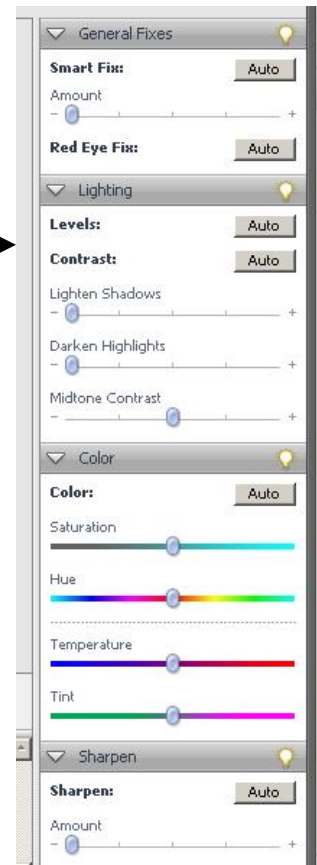 General Fixes
Smart Fix: Auto
Amount
- +
Red Eye Fix: Auto
Lighting
Levels: Auto
Contrast: Auto
Lighten Shadows
- +
Darken Highlights
- +
Midtone Contrast
- +
Color
Color: Auto
Saturation
Hue
Temperature
Tint
Sharpen
Sharpen: Auto
Amount
- +